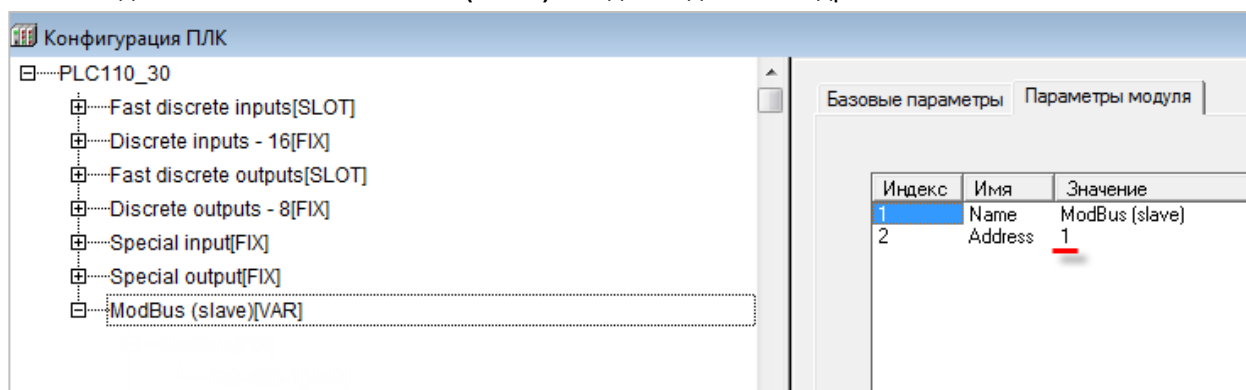 Конфигурация ПЛК
PLC110_30
Fast discrete inputs[SLOT]
Discrete inputs - 16[FIX]
Fast discrete outputs[SLOT]
Discrete outputs - 8[FIX]
Special input[FIX]
Special output[FIX]
ModBus (slave)[VAR]
Базовые параметры Параметры модуля
Индекс Имя Значение
1 Name ModBus (slave)
2 Address 1